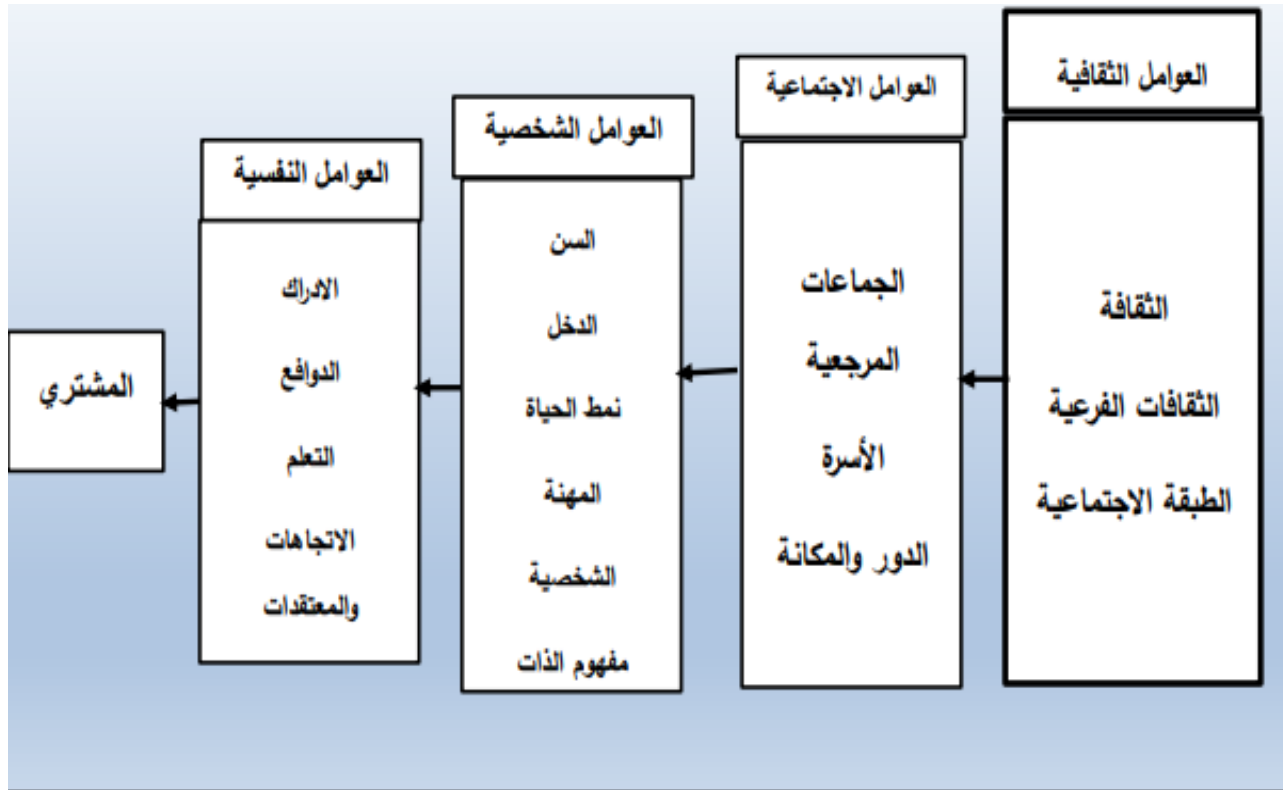 العوامل الثقافية
الثقافة
الثقافات الفرعية
الطبقة الاجتماعية
العوامل الاجتماعية
الجماعات
المرجعية
الأسرة
الدور والمكانة
العوامل الشخصية
السن
الدخل
نمط الحياة
المهنة
الشخصية
مفهوم الذات
العوامل النفسية
الادراك
الدوافع
التعلم
الاتجاهات
والمعتقدات
المشتري